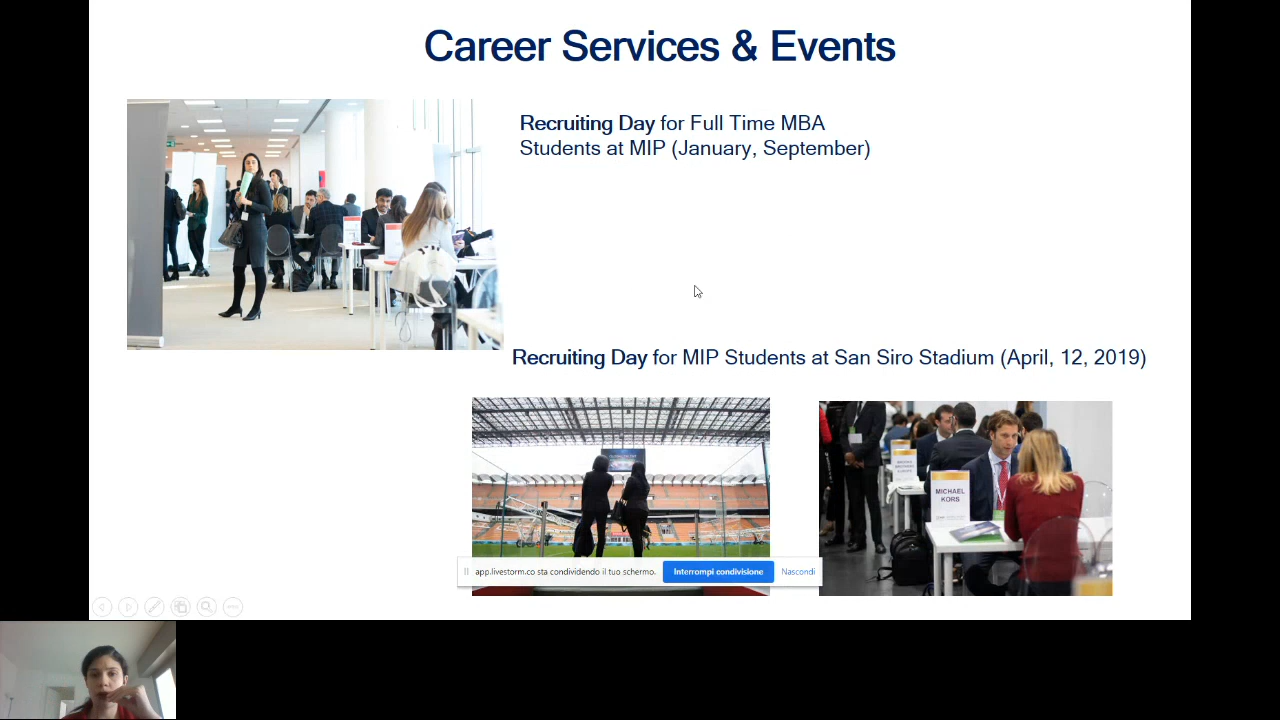 Career Services & Events
Recruiting Day for Full Time MBA
Students at MIP (January, September)
Recruiting Day for MIP Students at San Siro Stadium (April, 12, 2019)
MICHAEL
KORS
app.livestorm.co sta condividendo il tuo schermo.
Interrompi condivisione
Nascondi